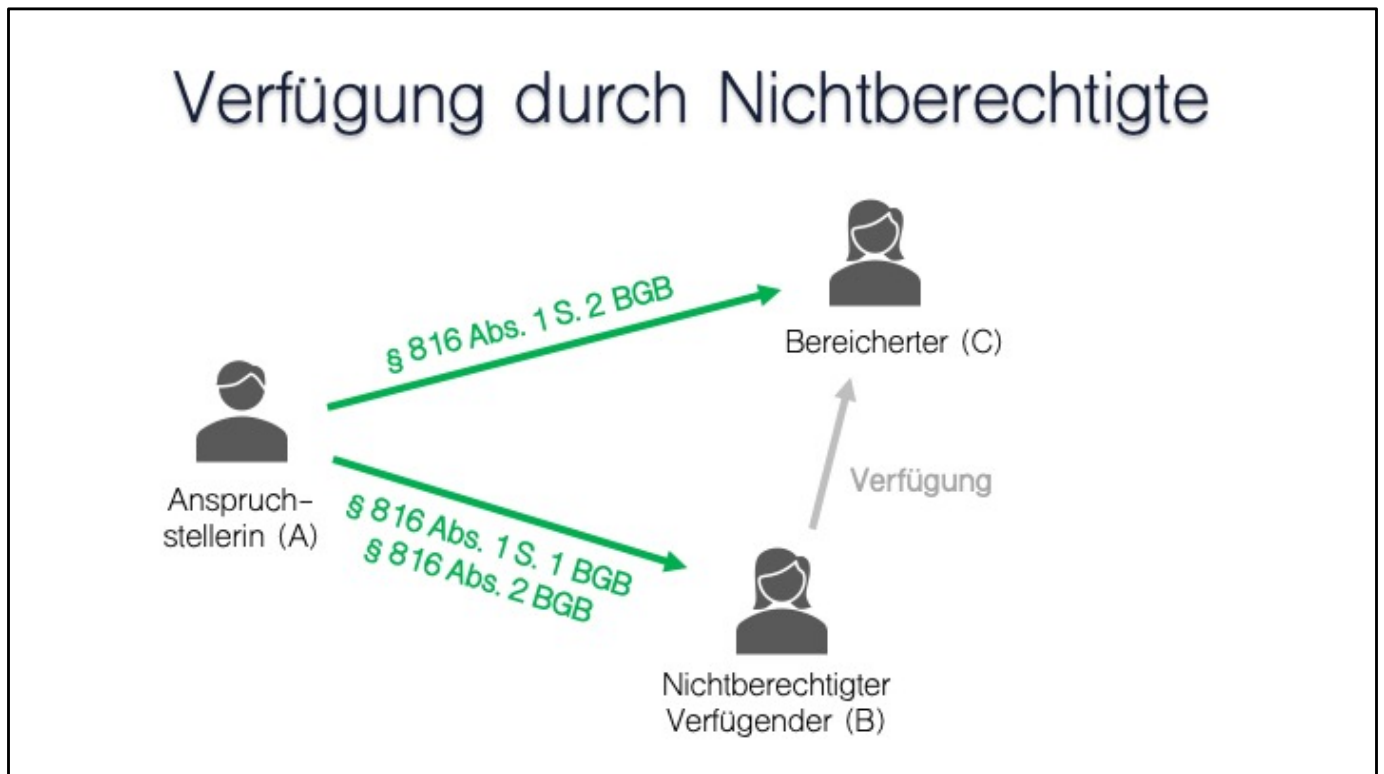 Verfügung durch Nichtberechtigte
§ 816 Abs. 1 S. 2 BGB
Bereicherter (C)
Anspruch-
stellerin (A)
§ 816 Abs. 1 S. 1 BGB
§ 816 Abs. 2 BGB
Verfügung
Nichtberechtigter
Verfügender (B)